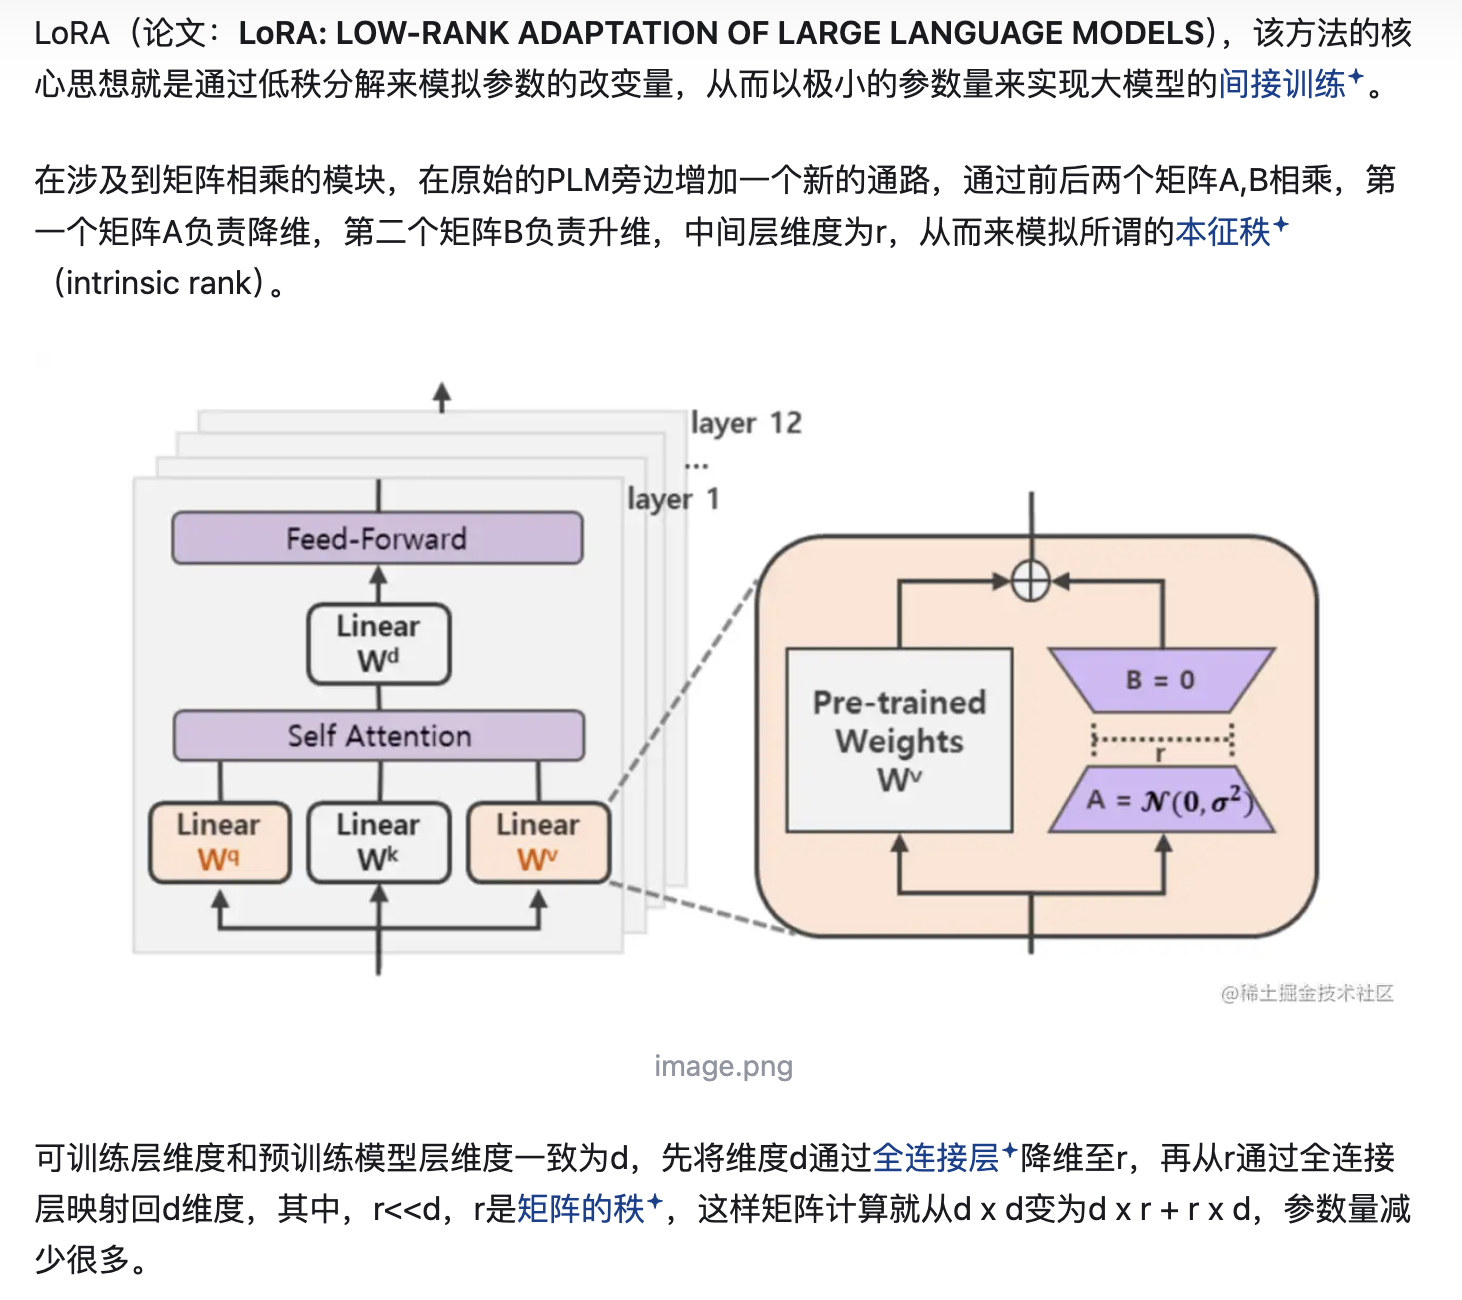 LoRA（论文：LoRA: LOW-RANK ADAPTATION OF LARGE LANGUAGE MODELS），该方法的核
心思想就是通过低秩分解来模拟参数的改变量，从而以极小的参数量来实现大模型的间接训练。
在涉及到矩阵相乘的模块，在原始的PLM旁边增加一个新的通路，通过前后两个矩阵A,B相乘，第
一个矩阵A负责降维，第二个矩阵B负责升维，中间层维度为r，从而来模拟所谓的本征秩
（intrinsic rank）。
layer 12
...
layer 1
Feed-Forward
Linear
Wᵈ
Self Attention
Linear
W^q
Linear
Wᵏ
Linear
Wᵛ
Pre-trained
Weights
Wᵛ
B = 0
r
A = 𝒩(0, σ²)
@稀土掘金技术社区
image.png
可训练层维度和预训练模型层维度一致为d，先将维度d通过全连接层降维至r，再从r通过全连接
层映射回d维度，其中，r<<d，r是矩阵的秩，这样矩阵计算就从d x d变为d x r + r x d，参数量减
少很多。